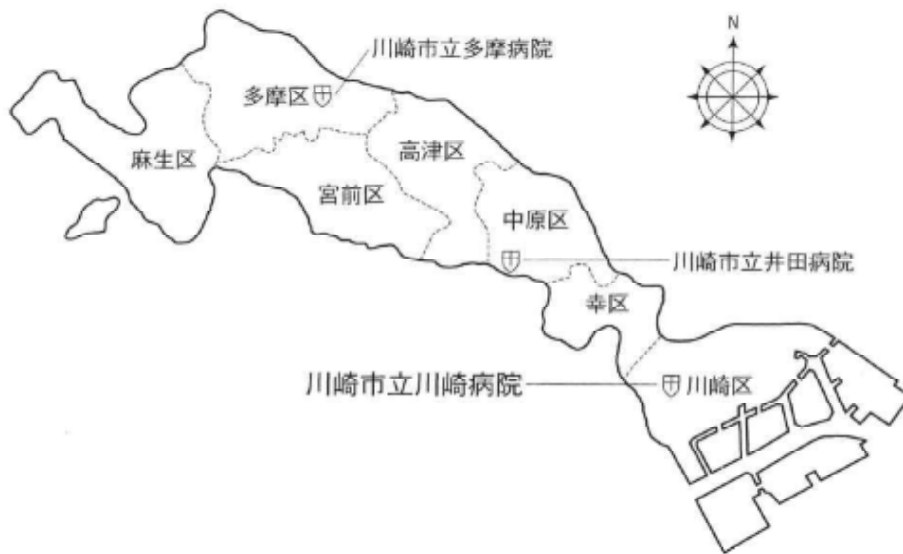 N
川崎市立多摩病院
多摩区
麻生区
高津区
宮前区
中原区
川崎市立井田病院
幸区
川崎市立川崎病院
川崎区